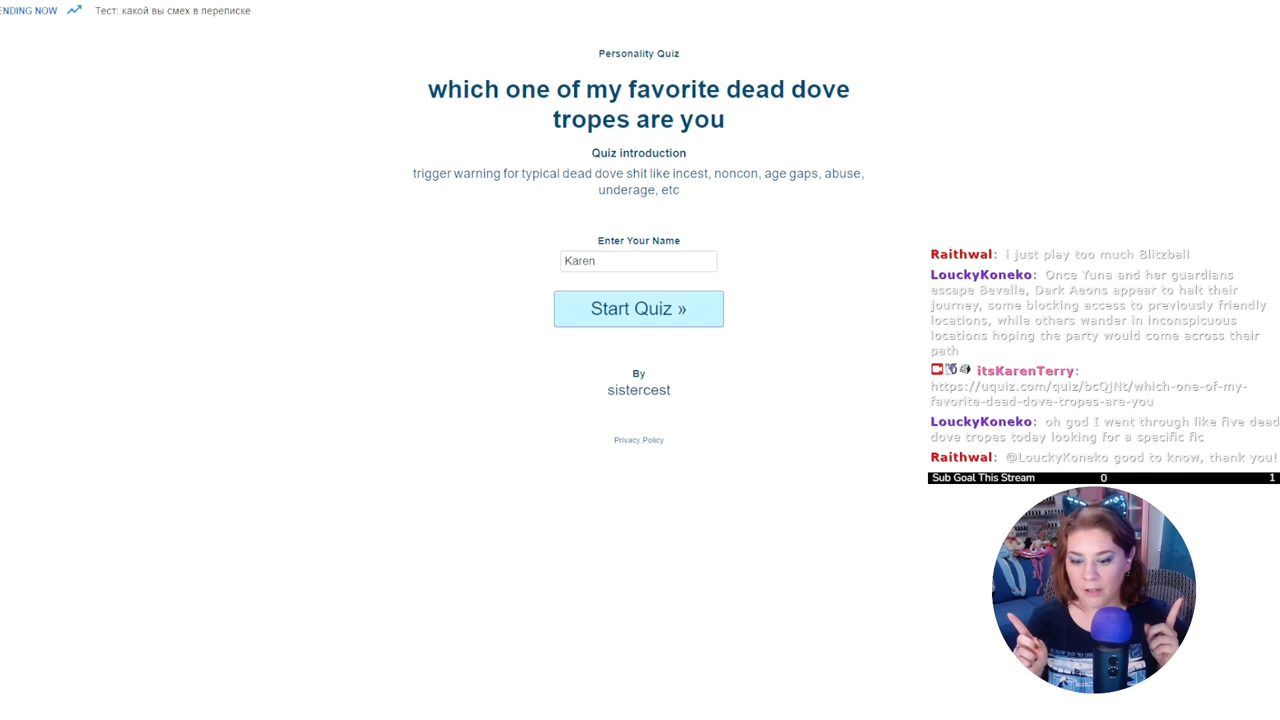 ENDING NOW
Тест: какой вы смех в переписке
Personality Quiz
which one of my favorite dead dove
tropes are you
Quiz introduction
trigger warning for typical dead dove shit like incest, noncon, age gaps, abuse,
underage, etc
Enter Your Name
Karen
Start Quiz »
By
sistercest
Privacy Policy
Raithwal: i just play too much Blitzball
LouckyKoneko: Once Yuna and her guardians
escape Bevelle, Dark Aeons appear to halt their
journey, some blocking access to previously friendly
locations, while others wander in inconspicuous
locations hoping the party would come across their
path
itsKarenTerry:
https://uquiz.com/quiz/bcQjNt/which-one-of-my-
favorite-dead-dove-tropes-are-you
LouckyKoneko: oh god I went through like five dead
dove tropes today looking for a specific fic
Raithwal: @LouckyKoneko good to know, thank you!
Sub Goal This Stream 0 1